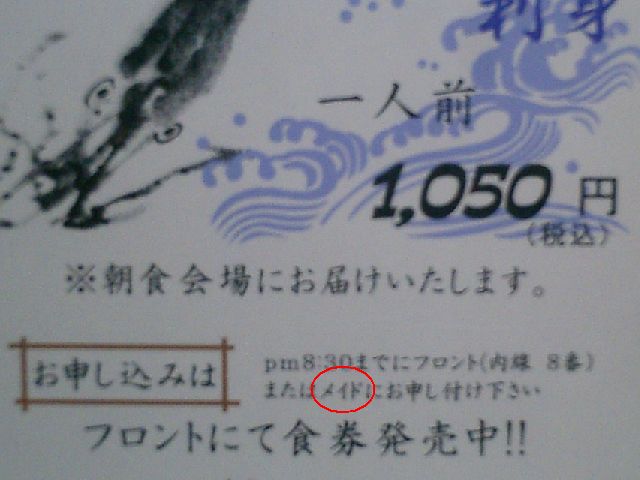 刺身
一人前
1,050円
(税込)
※朝食会場にお届けいたします。
お申し込みは
pm8:30までにフロント(内線 8番)
またはメイドにお申し付け下さい
フロントにて食券発売中!!